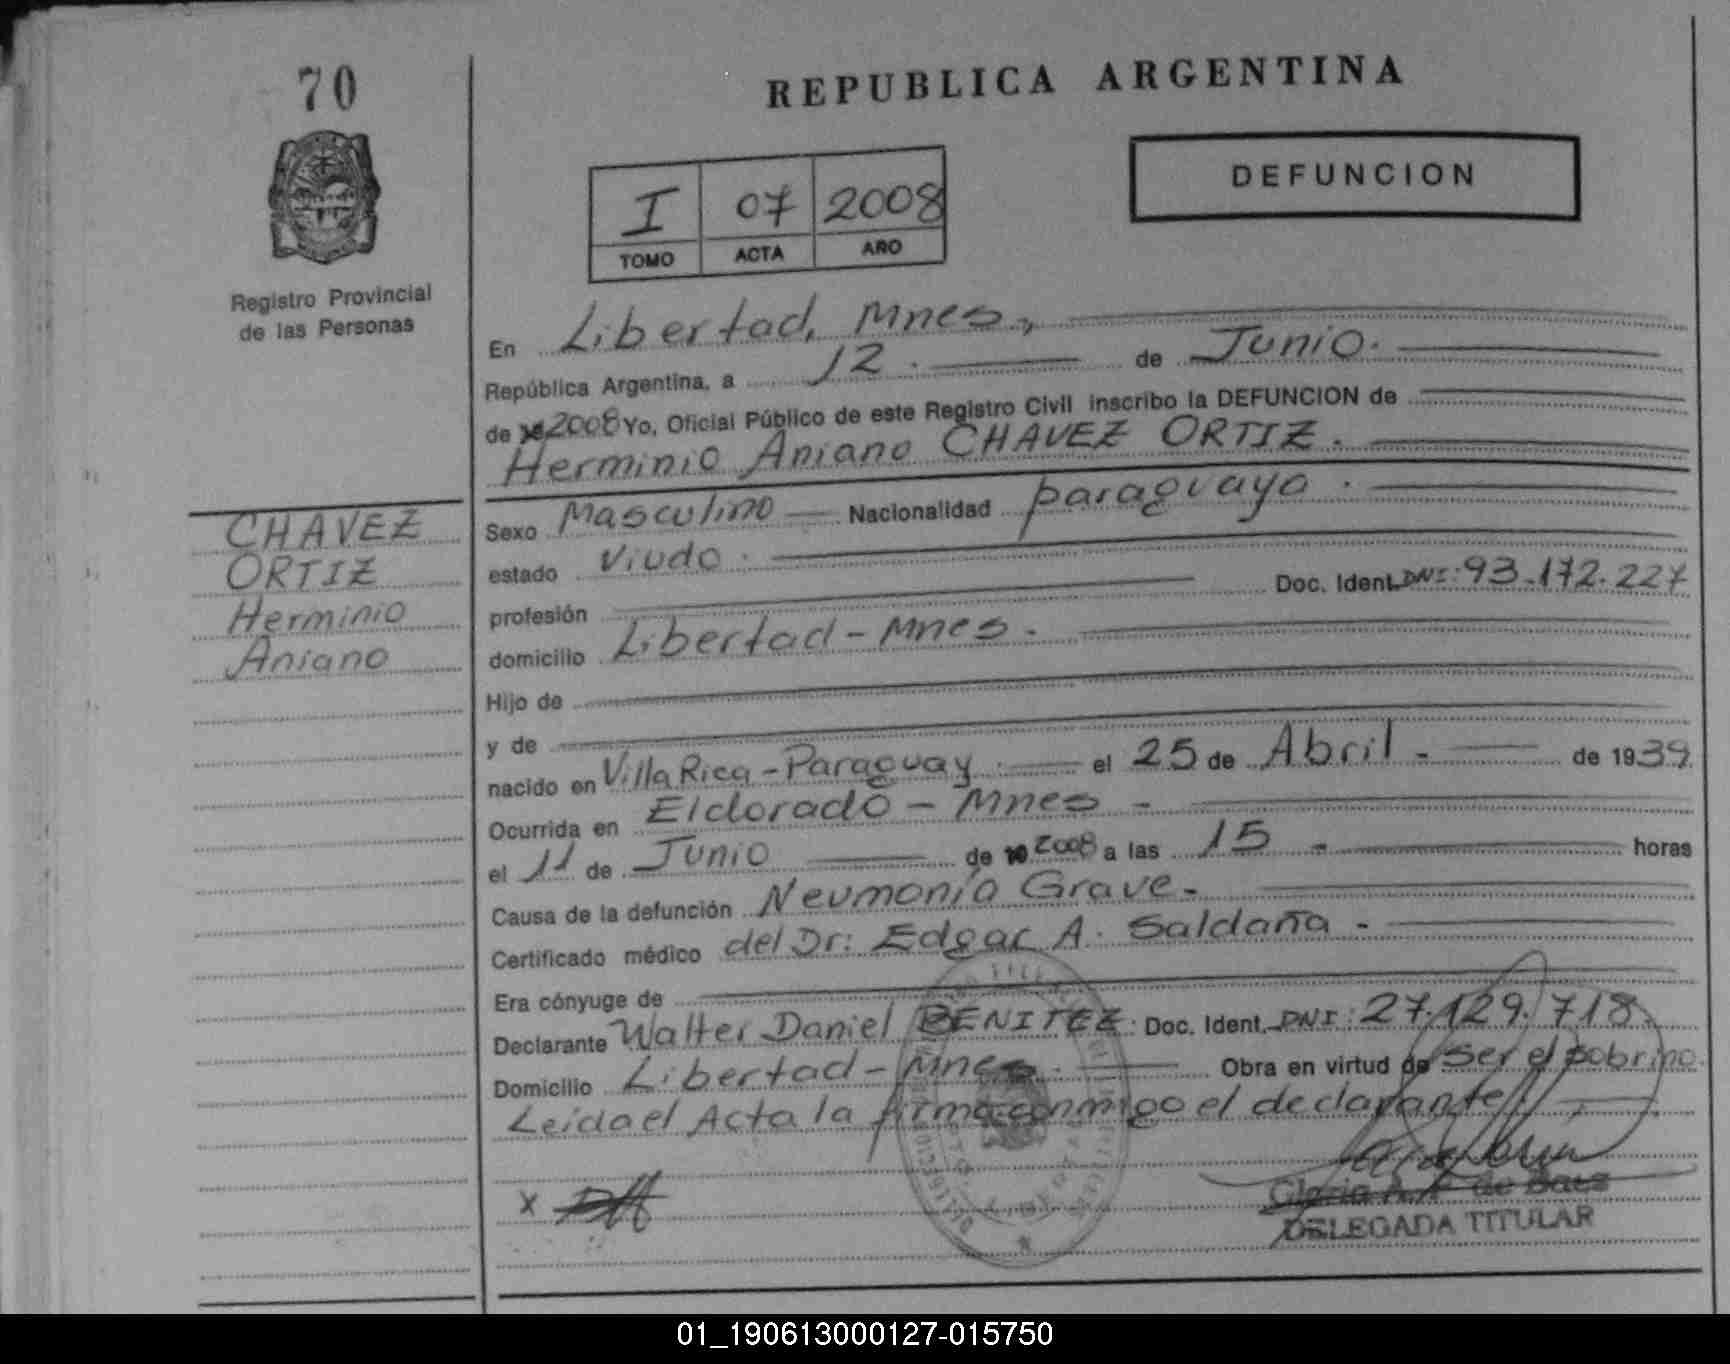 70
REPUBLICA ARGENTINA
DEFUNCION
I 07 2008
TOMO ACTA AÑO
Registro Provincial
de las Personas
En Libertad, Mnes.,
República Argentina, a 12. de Junio.
de 2008 Yo, Oficial Público de este Registro Civil inscribo la DEFUNCION de
Herminio Aniano CHAVEZ ORTIZ.
CHAVEZ
ORTIZ
Herminio
Aniano
Sexo Masculino Nacionalidad paraguaya.
estado Viudo.
profesión Doc. Ident. DNI: 93.172.227
domicilio Libertad - Mnes.
Hijo de
y de
nacido en Villa Rica - Paraguay. el 25 de Abril - de 1939.
Ocurrida en Eldorado - Mnes -
el 11 de Junio de 2008 a las 15 - horas
Causa de la defunción Neumonía Grave.
Certificado médico del Dr: Edgar A. Saldaña -
Era cónyuge de
Declarante Walter Daniel BENITEZ. Doc. Ident. DNI: 27.129.718
Domicilio Libertad - Mnes. Obra en virtud de ser el sobrino.
Leída el Acta la firma conmigo el declarante.
X
Gloria A. de
DELEGADA TITULAR
01_190613000127-015750